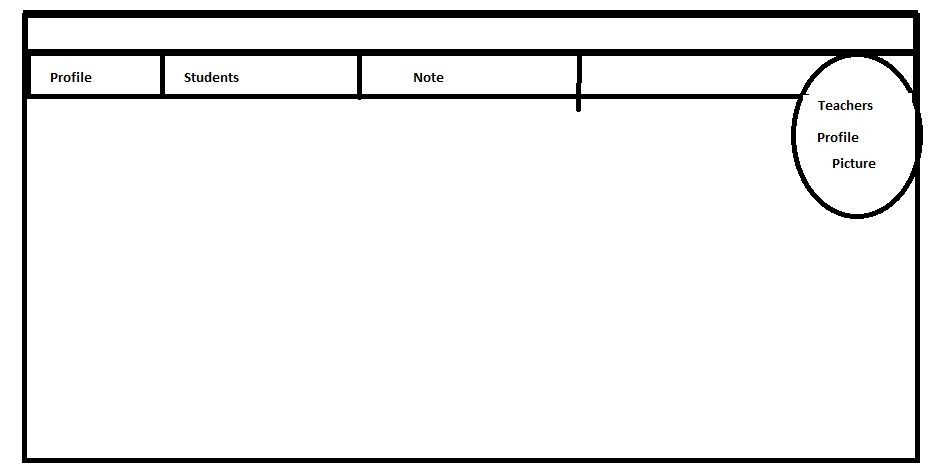 Profile
Students
Note
Teachers
Profile
Picture